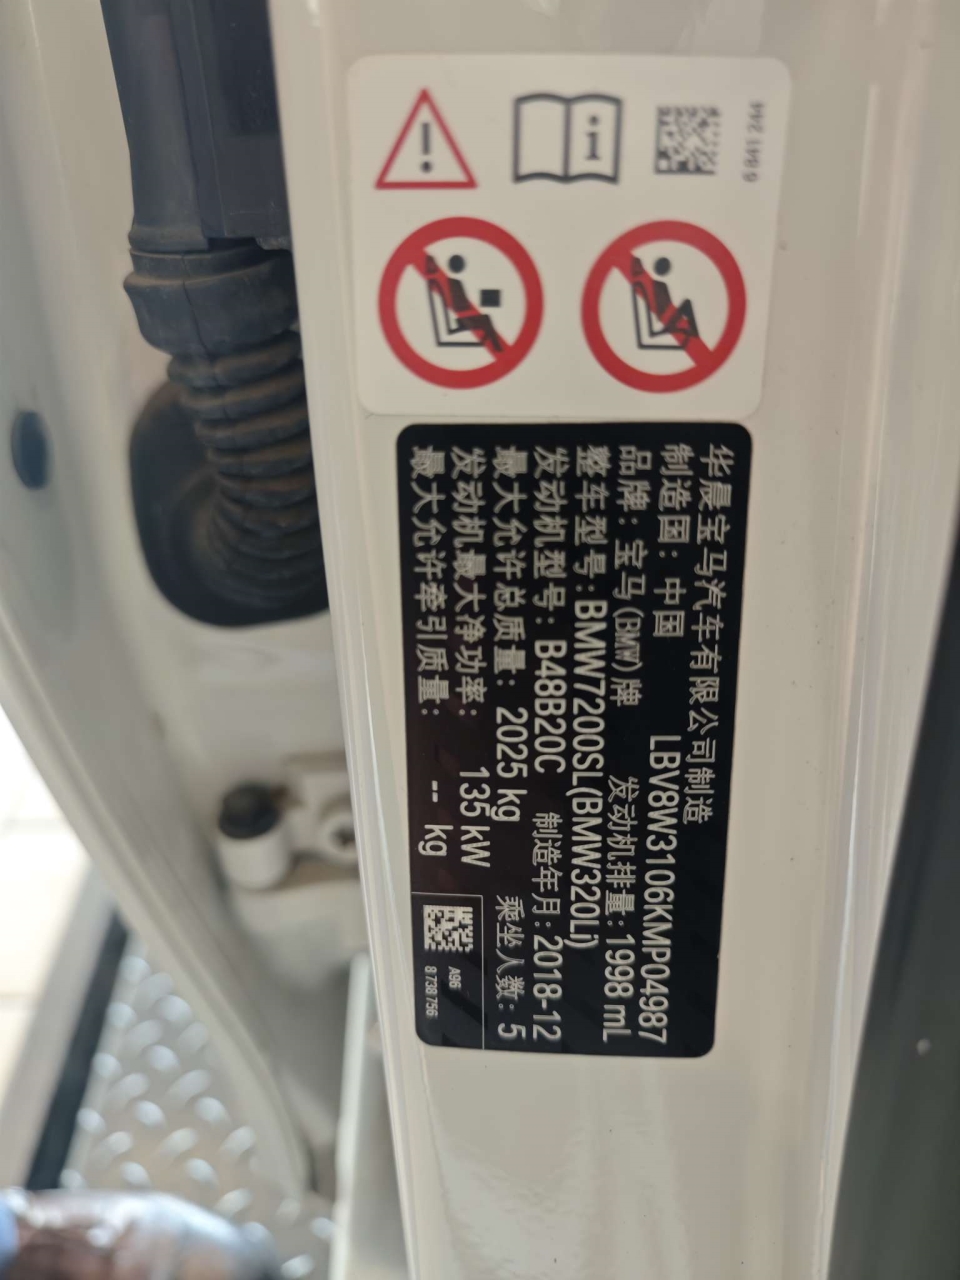 6 841 244
华晨宝马汽车有限公司制造
制造国：中国 LBV8W3106KMP04987
品牌：宝马(BMW)牌 发动机排量：1998 mL
整车型号：BMW7200SL(BMW320Li)
发动机型号：B48B20C 制造年月：2018-12
最大允许总质量：2025 kg 乘坐人数：5
发动机最大净功率：135 kW
最大允许牵引质量：-- kg
A96
8 738 756